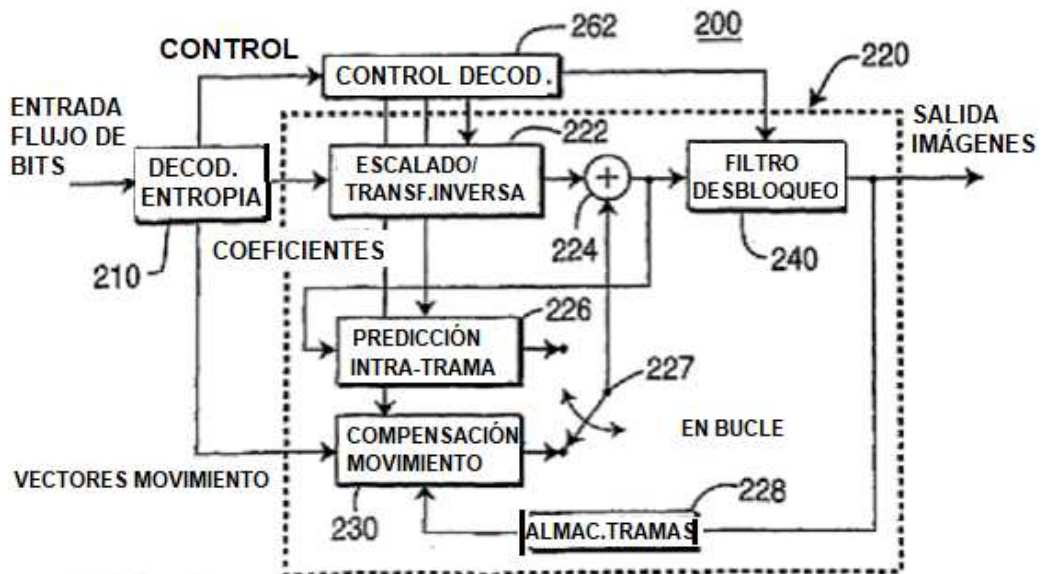 262
200
CONTROL
CONTROL DECOD.
220
ENTRADA
FLUJO DE
BITS
SALIDA
IMÁGENES
222
DECOD.
ENTROPIA
ESCALADO/
TRANSF.INVERSA
+
FILTRO
DESBLOQUEO
210
COEFICIENTES
224
240
226
PREDICCIÓN
INTRA-TRAMA
227
EN BUCLE
COMPENSACIÓN
MOVIMIENTO
VECTORES MOVIMIENTO
230
228
ALMAC.TRAMAS